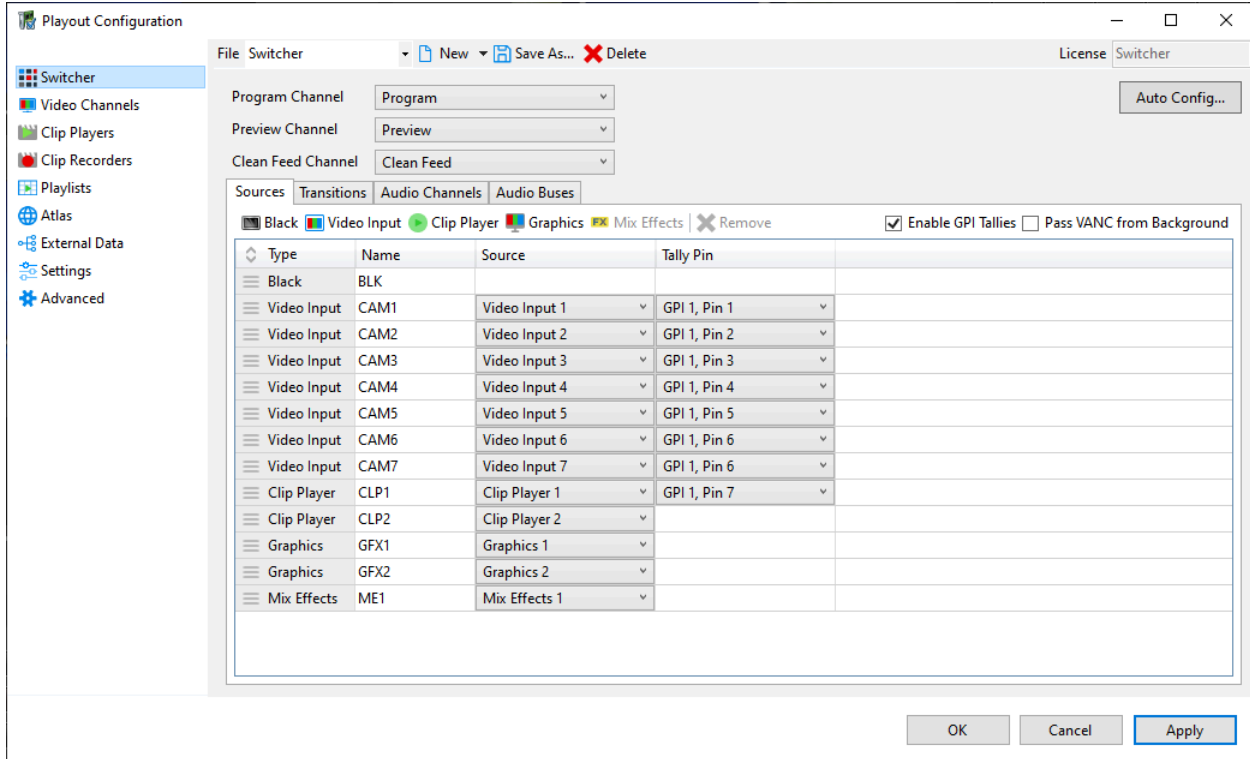 Playout Configuration
File Switcher New Save As... Delete License Switcher
Switcher
Video Channels
Clip Players
Clip Recorders
Playlists
Atlas
External Data
Settings
Advanced
Program Channel Program Auto Config...
Preview Channel Preview
Clean Feed Channel Clean Feed
Sources Transitions Audio Channels Audio Buses
Black Video Input Clip Player Graphics FX Mix Effects Remove Enable GPI Tallies Pass VANC from Background
Type Name Source Tally Pin
Black BLK
Video Input CAM1 Video Input 1 GPI 1, Pin 1
Video Input CAM2 Video Input 2 GPI 1, Pin 2
Video Input CAM3 Video Input 3 GPI 1, Pin 3
Video Input CAM4 Video Input 4 GPI 1, Pin 4
Video Input CAM5 Video Input 5 GPI 1, Pin 5
Video Input CAM6 Video Input 6 GPI 1, Pin 6
Video Input CAM7 Video Input 7 GPI 1, Pin 6
Clip Player CLP1 Clip Player 1 GPI 1, Pin 7
Clip Player CLP2 Clip Player 2
Graphics GFX1 Graphics 1
Graphics GFX2 Graphics 2
Mix Effects ME1 Mix Effects 1
OK Cancel Apply